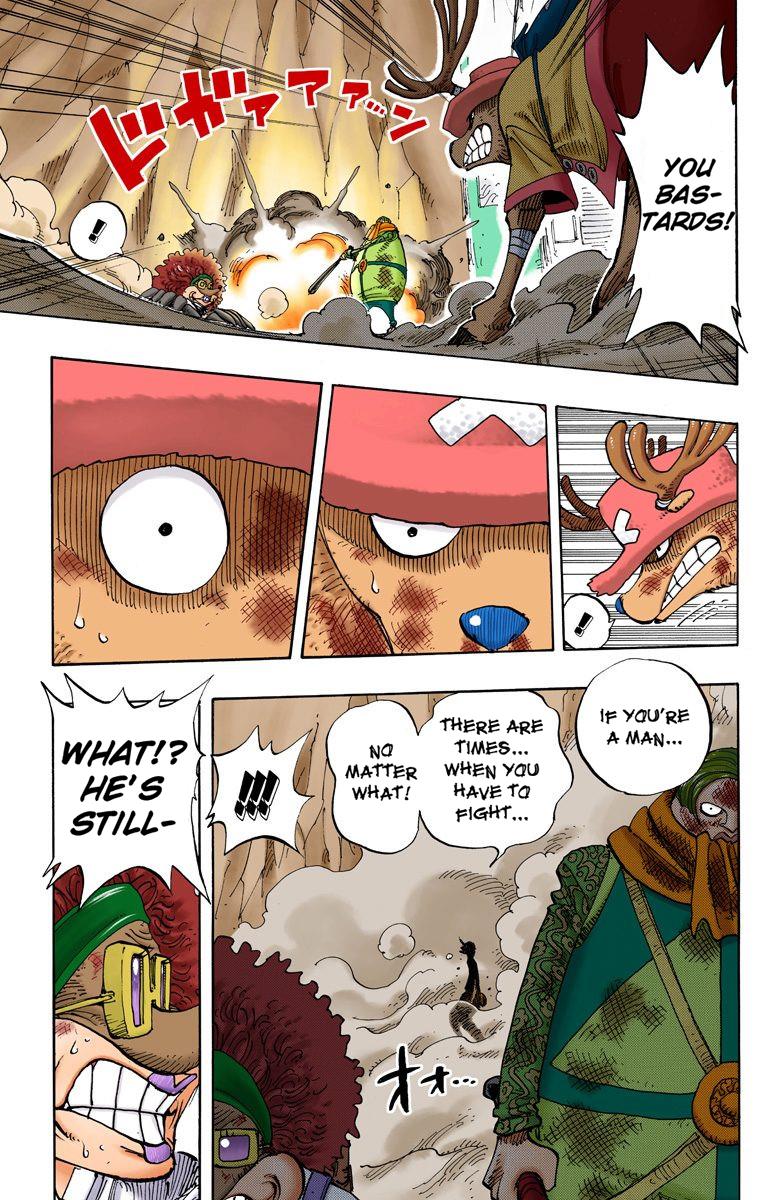 YOU
BAS-
TARDS!
ドガァァァ...ン
!
!!
IF YOU'RE
A MAN...
THERE ARE
TIMES...
WHEN YOU
HAVE TO
FIGHT...
NO
MATTER
WHAT!
!!!
オォ...
WHAT!?
HE'S
STILL-